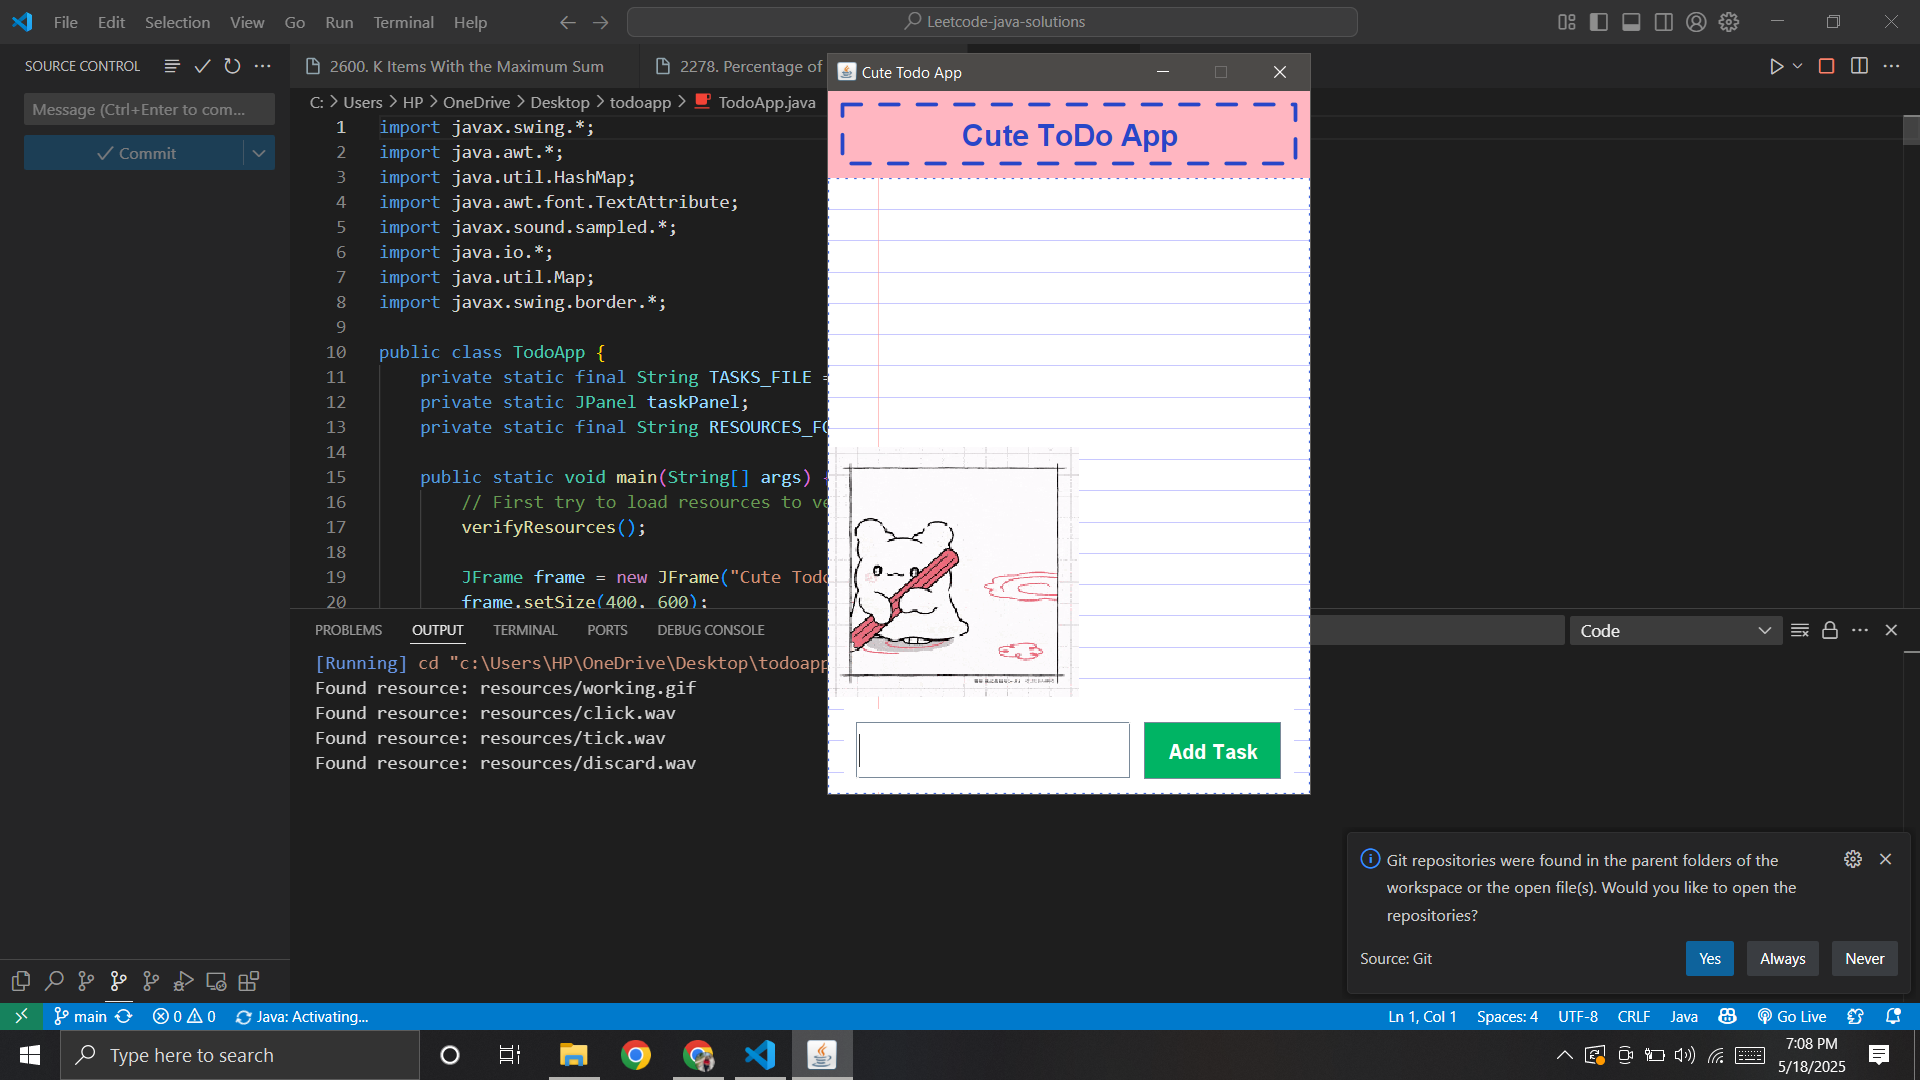 File Edit Selection View Go Run Terminal Help
Leetcode-java-solutions
SOURCE CONTROL
Message (Ctrl+Enter to com...
Commit
2600. K Items With the Maximum Sum
2278. Percentage of
C: > Users > HP > OneDrive > Desktop > todoapp > TodoApp.java
1 import javax.swing.*;
2 import java.awt.*;
3 import java.util.HashMap;
4 import java.awt.font.TextAttribute;
5 import javax.sound.sampled.*;
6 import java.io.*;
7 import java.util.Map;
8 import javax.swing.border.*;
9
10 public class TodoApp {
11 private static final String TASKS_FILE =
12 private static JPanel taskPanel;
13 private static final String RESOURCES_FO
14
15 public static void main(String[] args) {
16 // First try to load resources to ve
17 verifyResources();
18
19 JFrame frame = new JFrame("Cute Todo
20 frame.setSize(400, 600);
Cute Todo App
Cute ToDo App
Add Task
PROBLEMS OUTPUT TERMINAL PORTS DEBUG CONSOLE
Code
[Running] cd "c:\Users\HP\OneDrive\Desktop\todoapp
Found resource: resources/working.gif
Found resource: resources/click.wav
Found resource: resources/tick.wav
Found resource: resources/discard.wav
Git repositories were found in the parent folders of the
workspace or the open file(s). Would you like to open the
repositories?
Source: Git
Yes Always Never
main 0 0 Java: Activating...
Ln 1, Col 1 Spaces: 4 UTF-8 CRLF Java Go Live
Type here to search
7:08 PM
5/18/2025